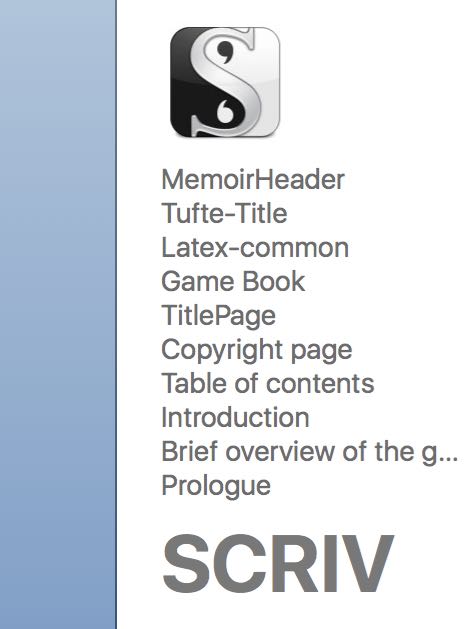 MemoirHeader
Tufte-Title
Latex-common
Game Book
TitlePage
Copyright page
Table of contents
Introduction
Brief overview of the g...
Prologue
SCRIV